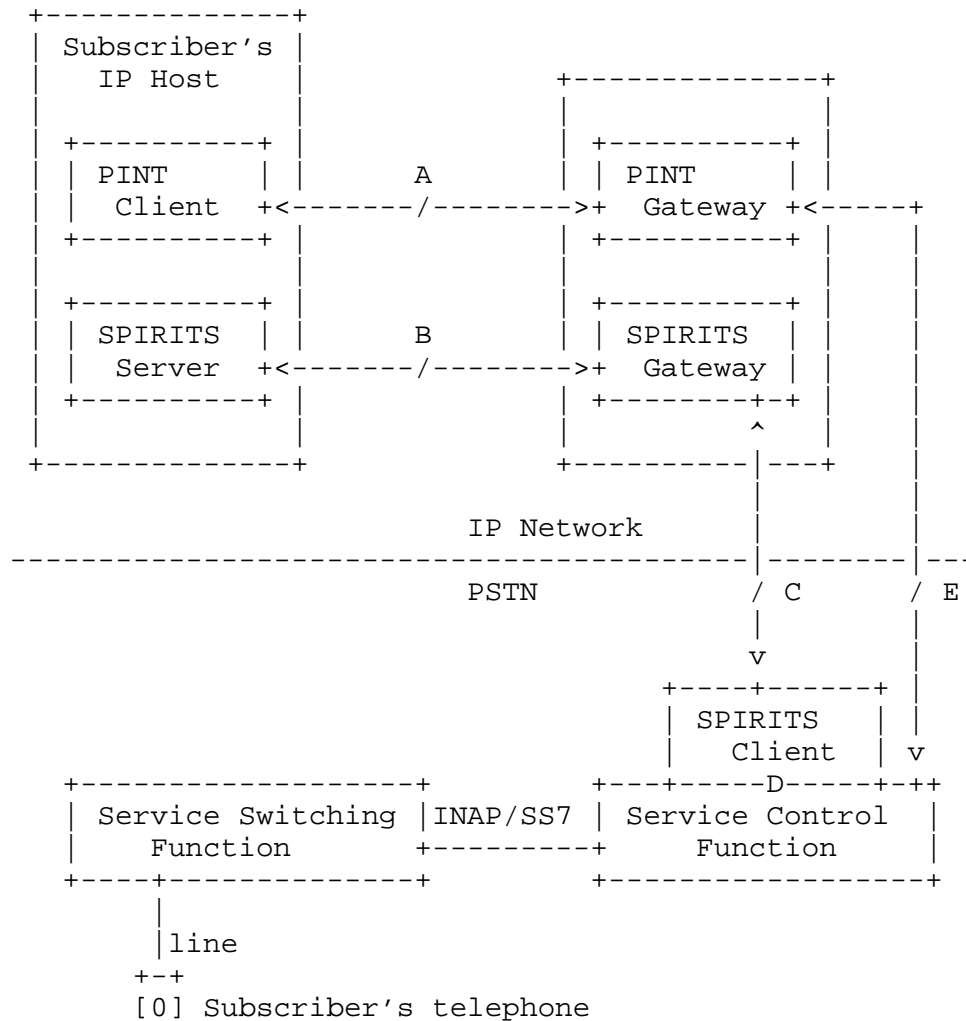 Subscriber's
IP Host
PINT
Client
A
PINT
Gateway
SPIRITS
Server
B
SPIRITS
Gateway
IP Network
PSTN
C
E
SPIRITS
Client
D
Service Switching
Function
INAP/SS7
Service Control
Function
line
[0] Subscriber's telephone